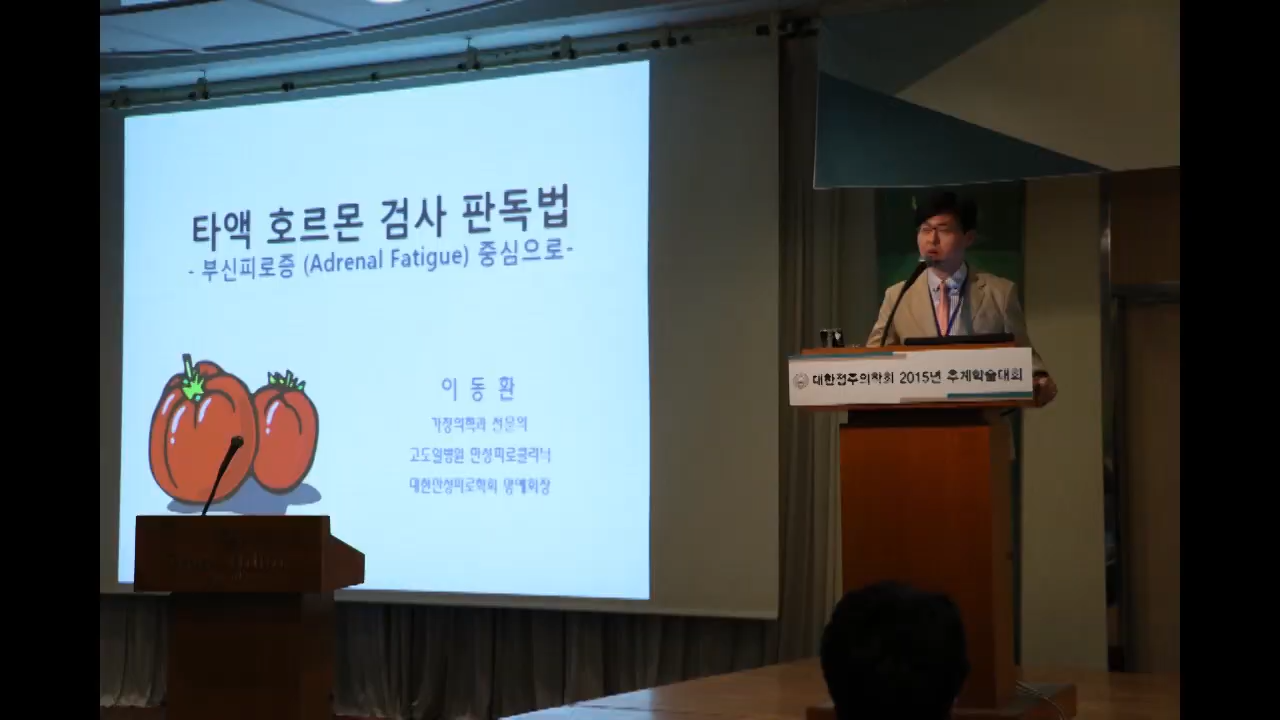 타액 호르몬 검사 판독법
- 부신피로증 (Adrenal Fatigue) 중심으로-
이 동 환
가정의학과 전문의
고도일병원 만성피로클리닉
대한만성피로학회 명예회장
대한정주의학회 2015년 추계학술대회